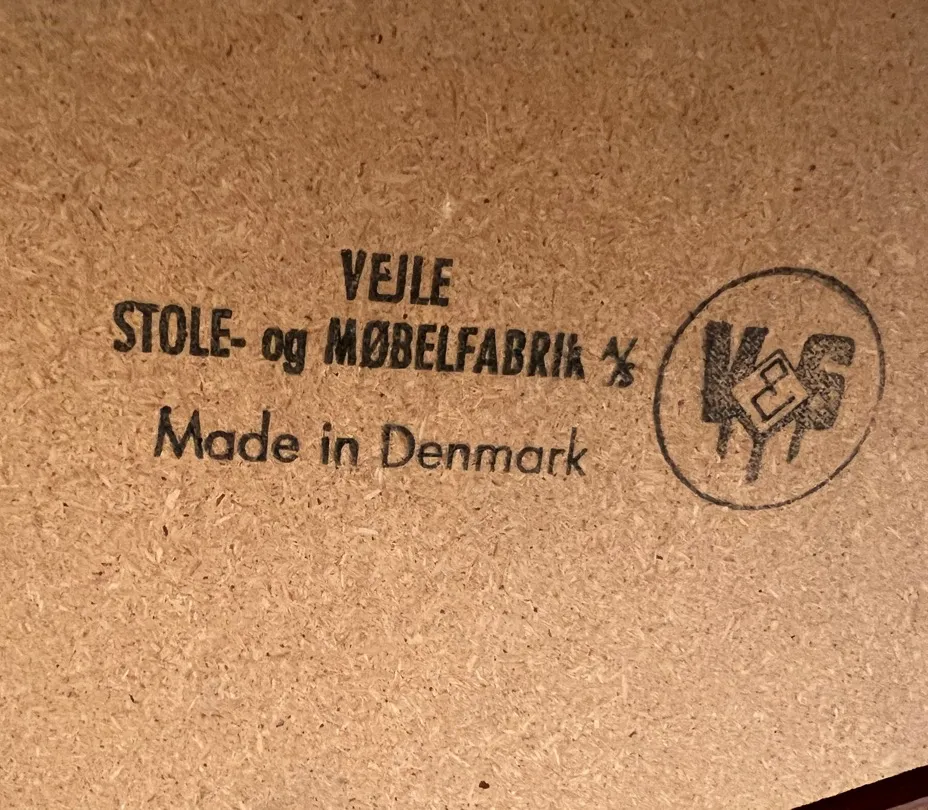 VEJLE
STOLE- og MØBELFABRIK A/S
Made in Denmark
V S